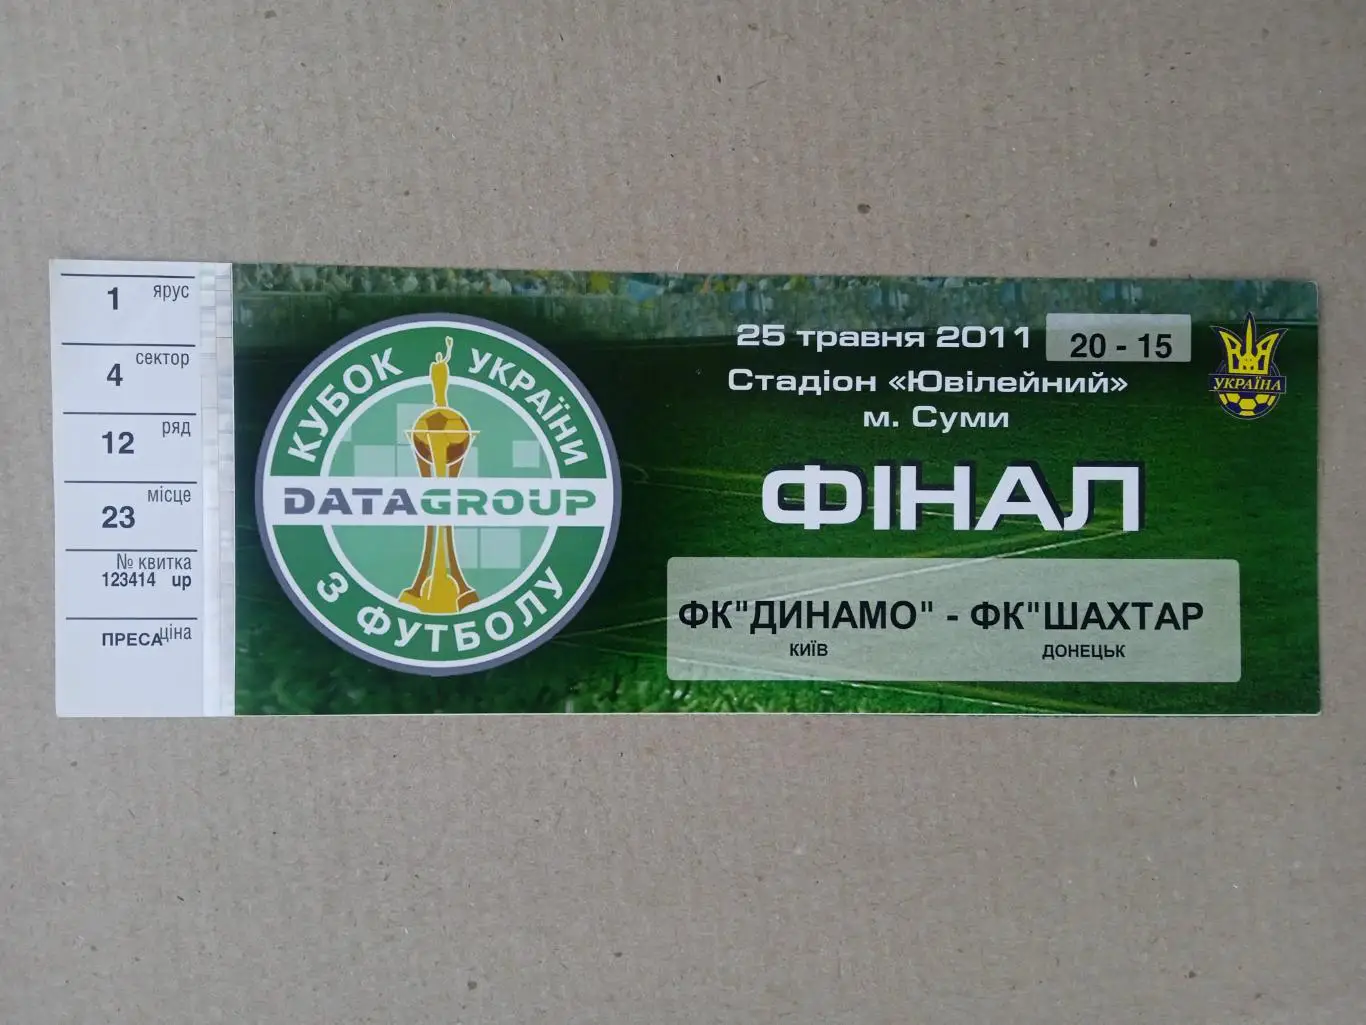 1 ярус
4 сектор
12 ряд
23 місце
№ квитка
123414 up
ПРЕСА ціна
КУБОК УКРАЇНИ
DATAGROUP
З ФУТБОЛУ
25 травня 2011 20 - 15
Стадіон «Ювілейний»
м. Суми
УКРАЇНА
ФІНАЛ
ФК"ДИНАМО" - ФК"ШАХТАР
КИЇВ ДОНЕЦЬК